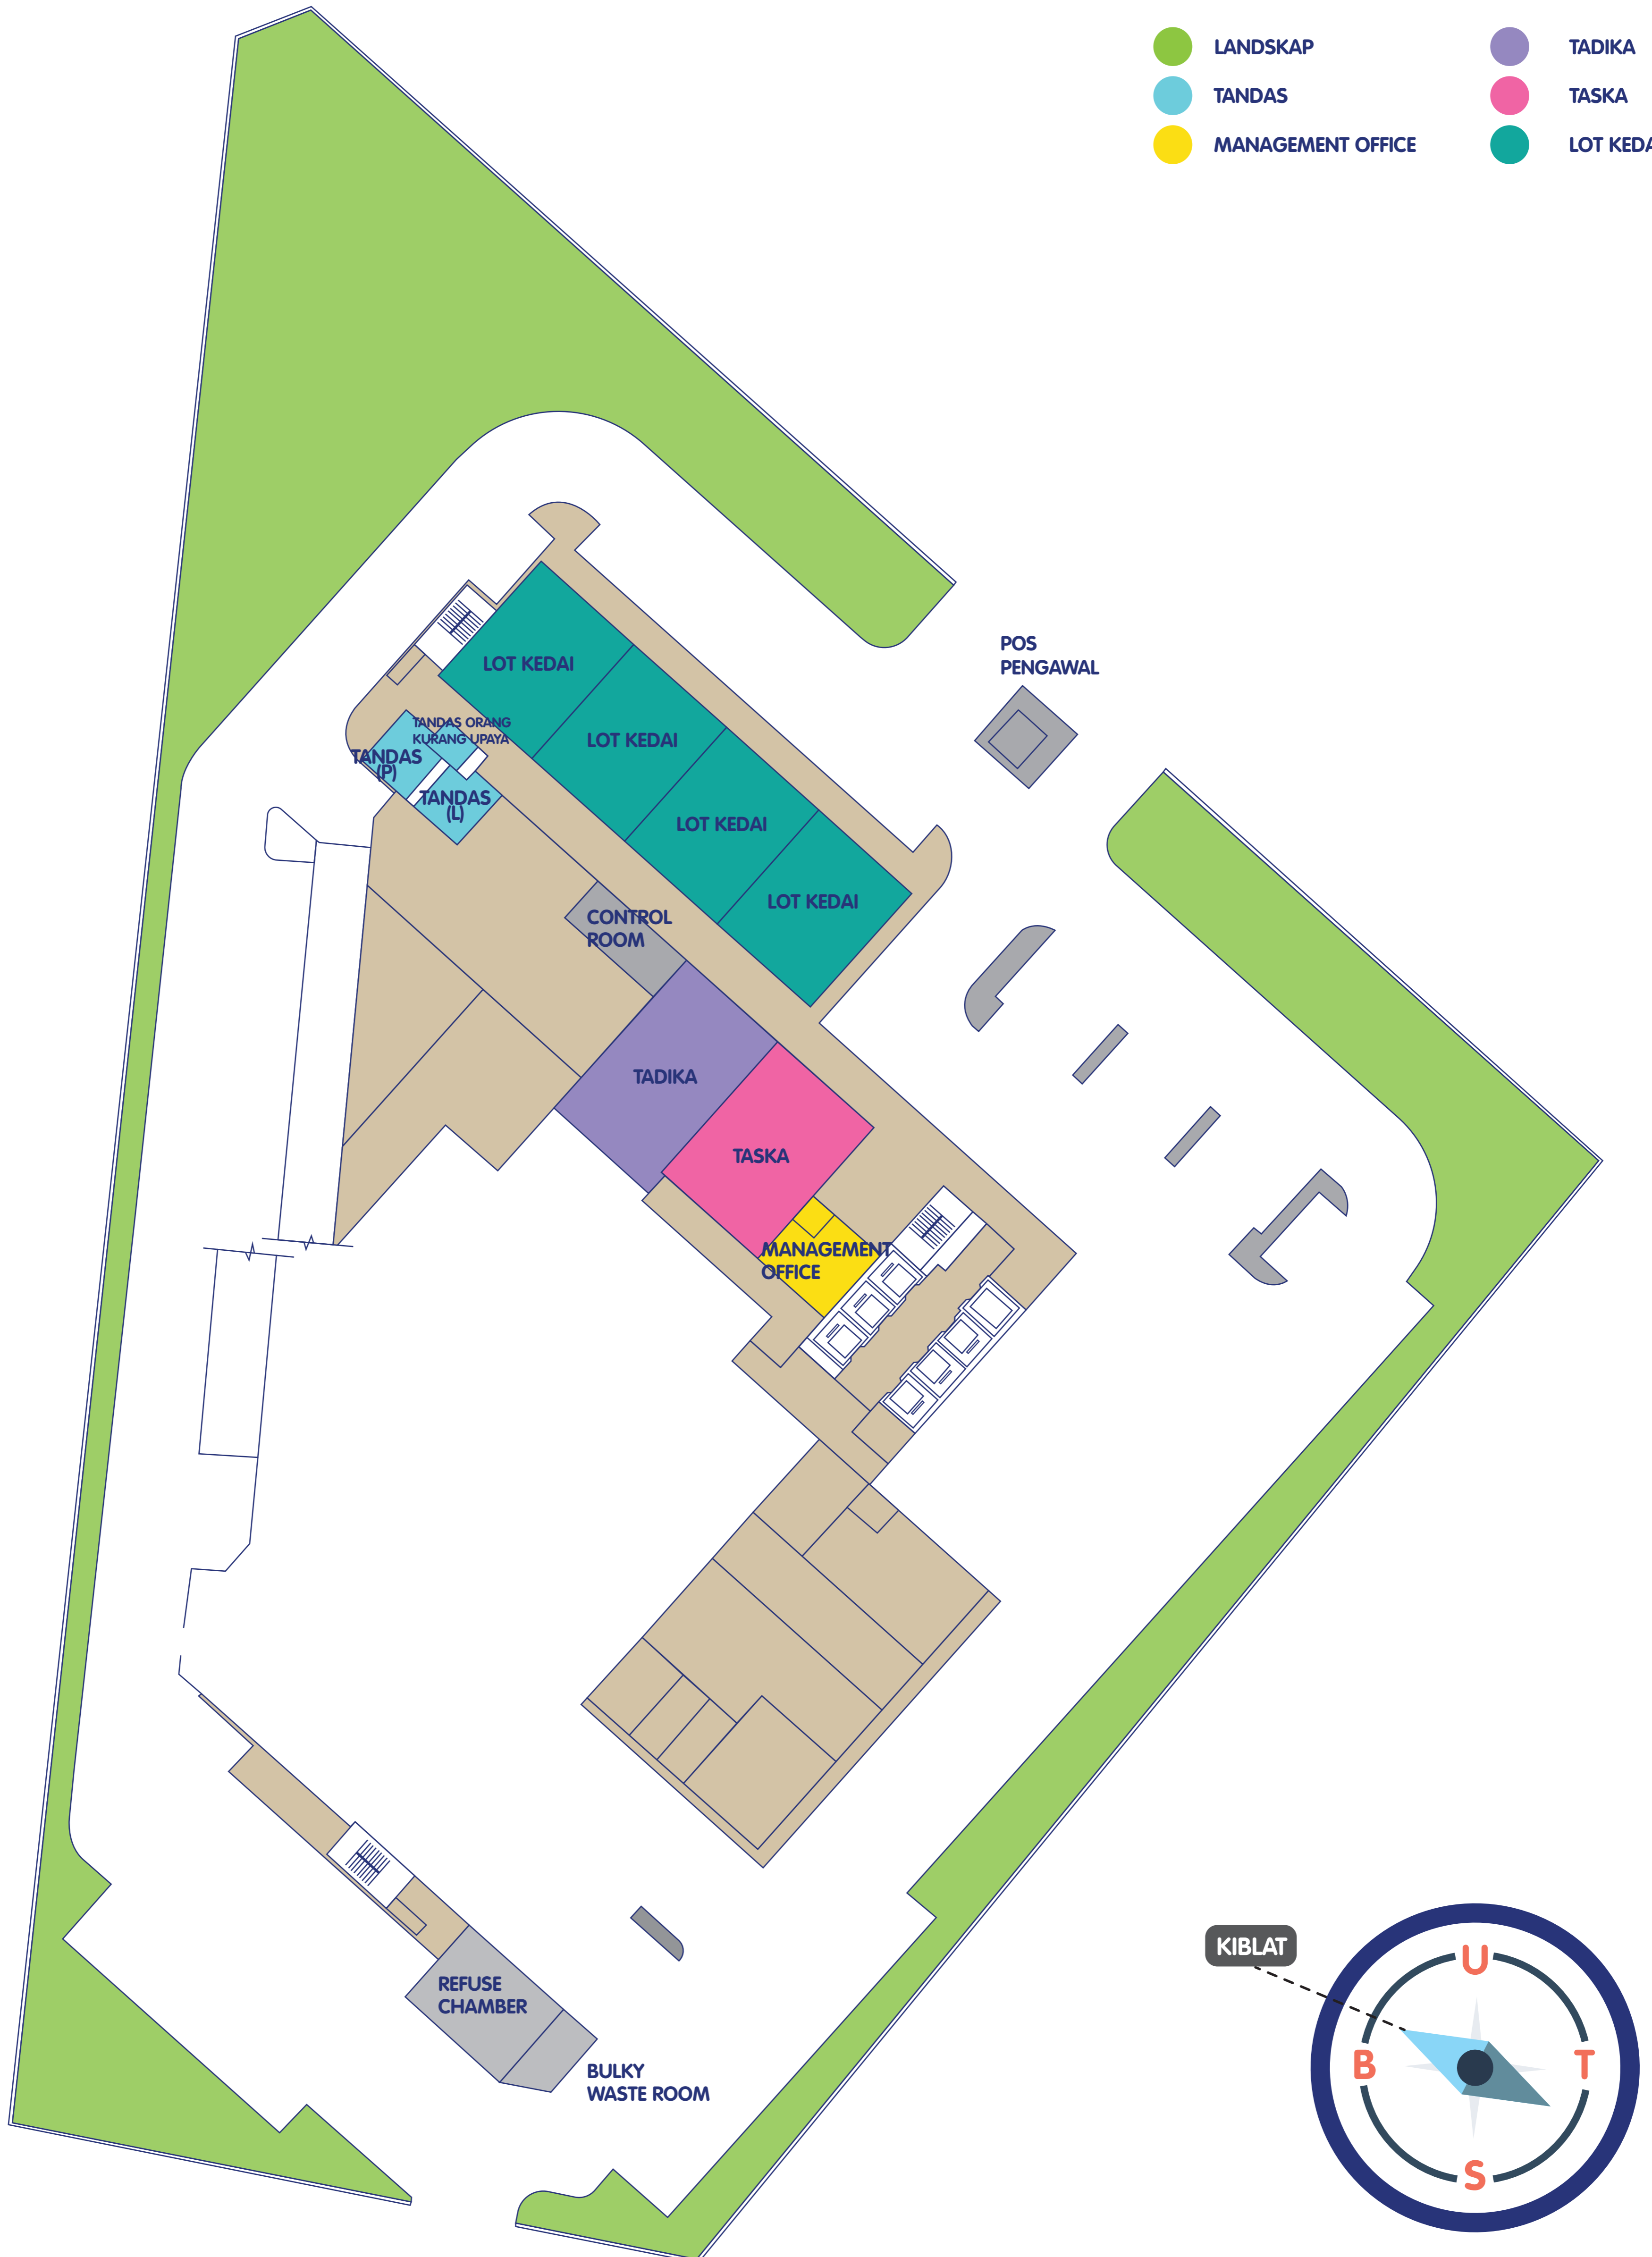 LANDSKAP
TADIKA
TANDAS
TASKA
MANAGEMENT OFFICE
LOT
POS
PENGAWAL
LOT KEDAI
TANDAS ORANG
KURANG UPAYA
LOT KEDAI
TANDAS
(P)
TANDAS
(L)
LOT KEDAI
LOT KEDAI
CONTROL
ROOM
TADIKA
TASKA
MANAGEMENT
OFFICE
KIBLAT
U
B
T
S
REFUSE
CHAMBER
BULKY
WASTE ROOM